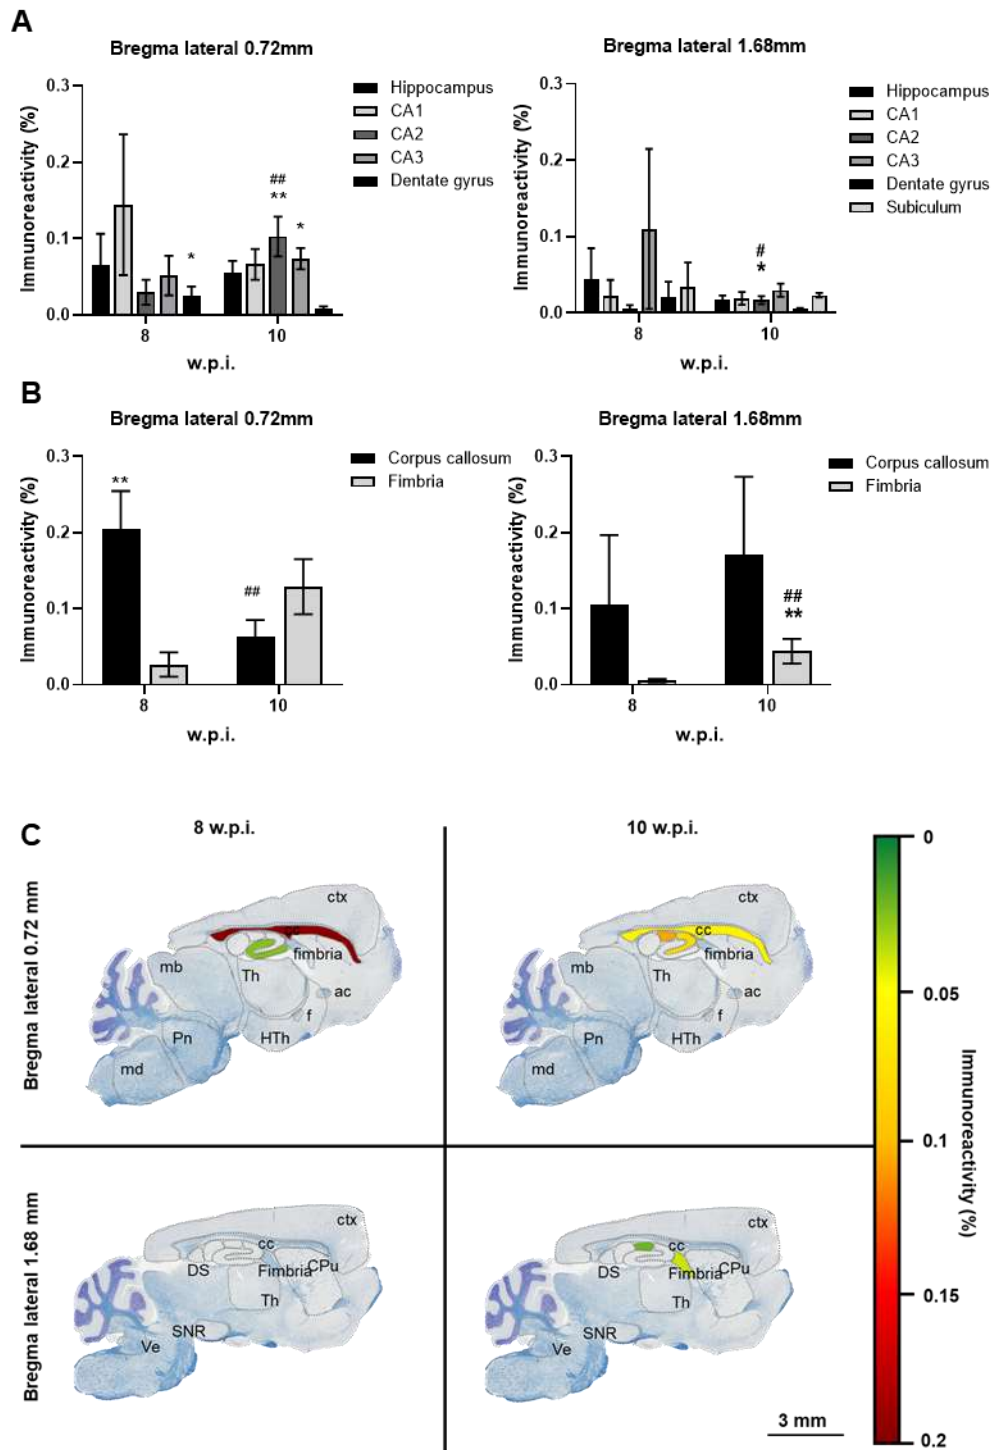 A
Bregma lateral 0.72mm
Immunoreactivity (%)
0.3
0.2
0.1
0.0
*
##
**
*
8
10
w.p.i.
Hippocampus
CA1
CA2
CA3
Dentate gyrus
Bregma lateral 1.68mm
Immunoreactivity (%)
0.3
0.2
0.1
0.0
#
*
8
10
w.p.i.
Hippocampus
CA1
CA2
CA3
Dentate gyrus
Subiculum
B
Bregma lateral 0.72mm
Immunoreactivity (%)
0.3
0.2
0.1
0.0
**
##
8
10
w.p.i.
Corpus callosum
Fimbria
Bregma lateral 1.68mm
Immunoreactivity (%)
0.3
0.2
0.1
0.0
##
**
8
10
w.p.i.
Corpus callosum
Fimbria
C
8 w.p.i.
10 w.p.i.
Bregma lateral 0.72 mm
ctx
cc
fimbria
mb
Th
ac
f
Pn
HTh
md
ctx
cc
fimbria
mb
Th
ac
f
Pn
HTh
md
Bregma lateral 1.68 mm
ctx
cc
DS
Fimbria
CPu
Th
SNR
Ve
ctx
cc
DS
Fimbria
CPu
Th
SNR
Ve
3 mm
0
0.05
0.1
0.15
0.2
Immunoreactivity (%)